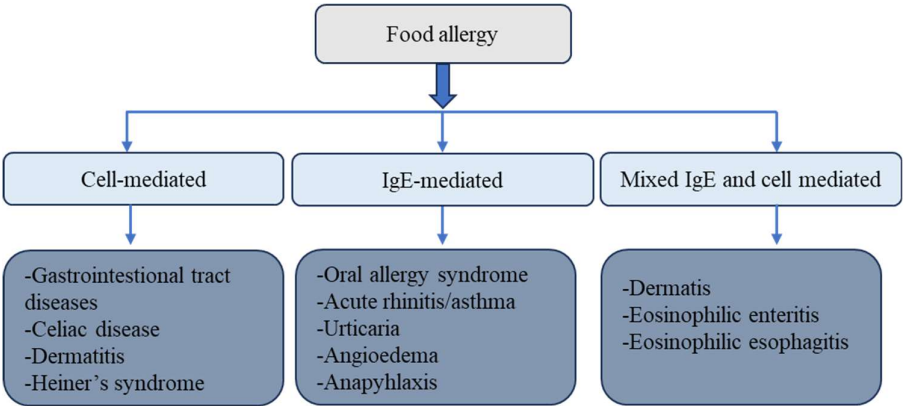 Food allergy
Cell-mediated
IgE-mediated
Mixed IgE and cell mediated
-Gastrointestional tract
diseases
-Celiac disease
-Dermatitis
-Heiner’s syndrome
-Oral allergy syndrome
-Acute rhinitis/asthma
-Urticaria
-Angioedema
-Anapyhlaxis
-Dermatis
-Eosinophilic enteritis
-Eosinophilic esophagitis